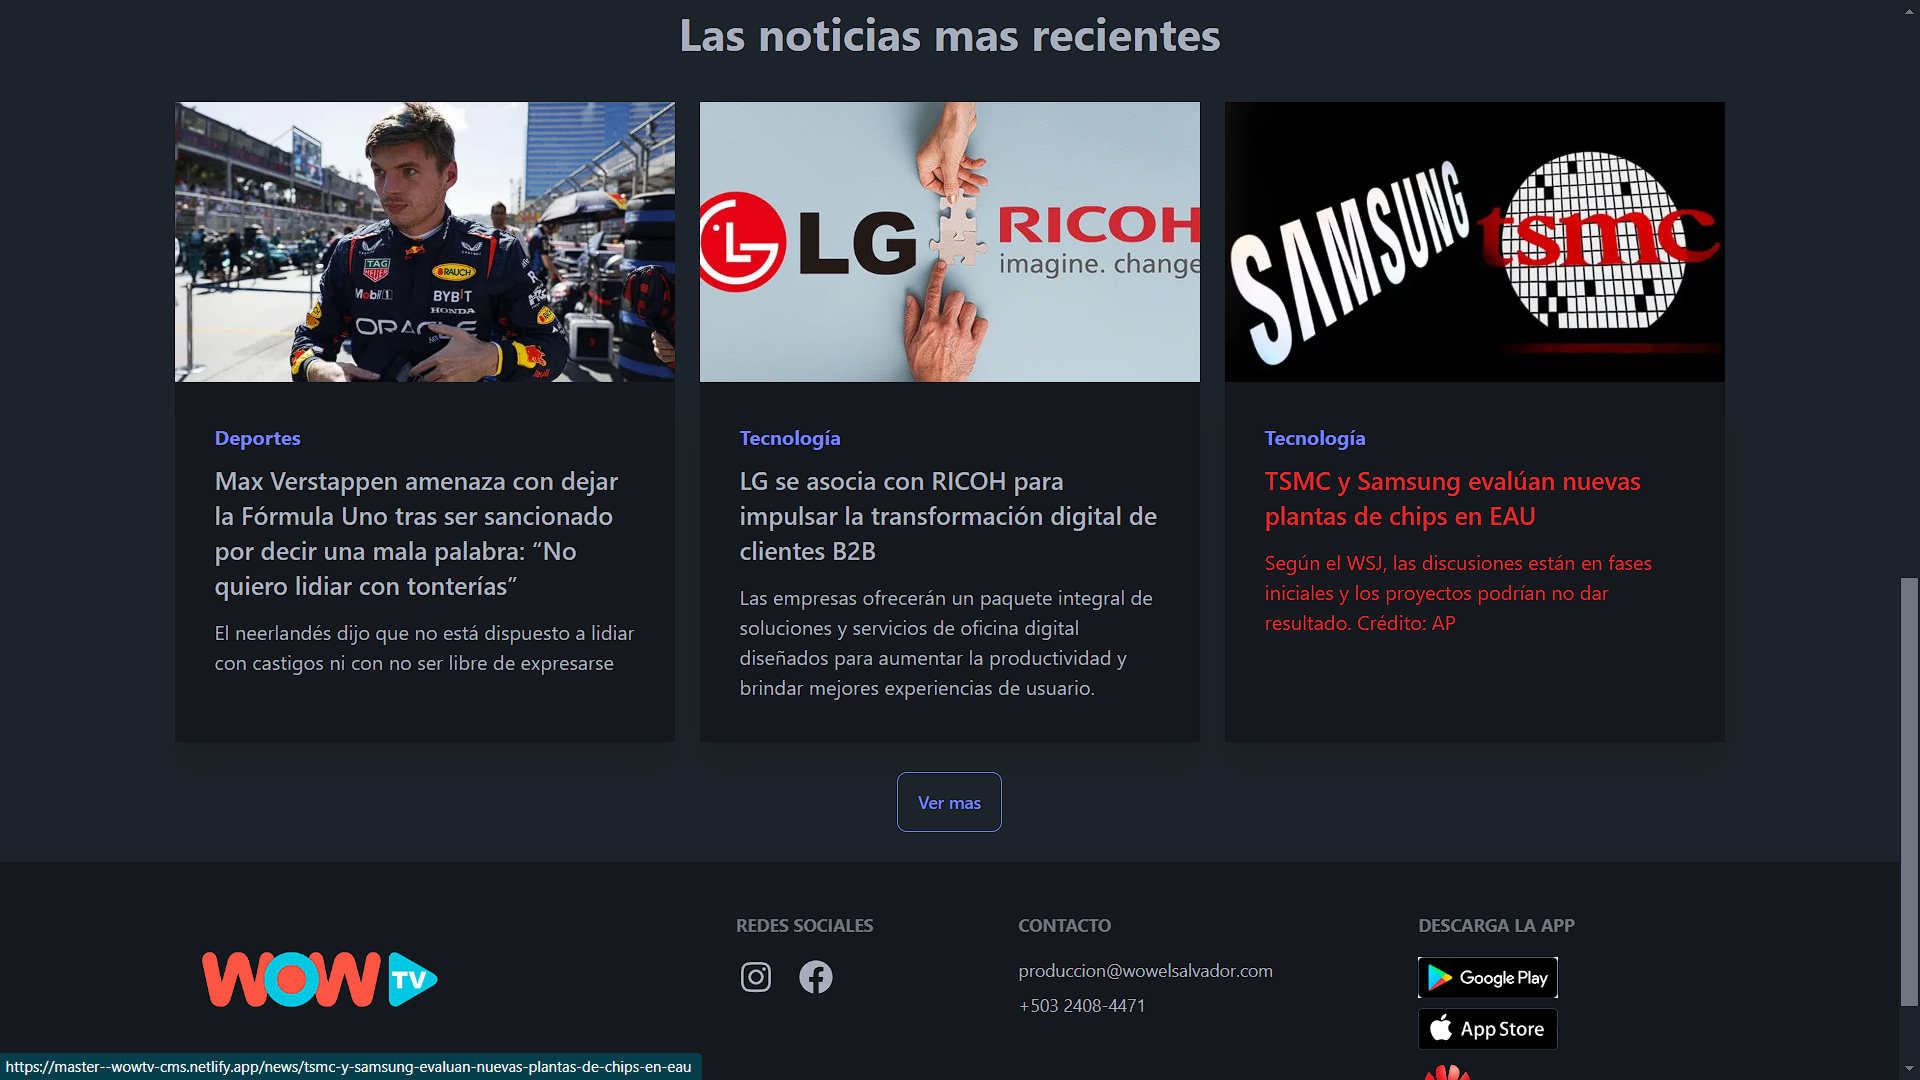 Las noticias mas recientes
TAG
HEUER
RAUCH
Mobil 1
BYBIT
HONDA
ORACLE
LG
RICOH
imagine. change
SAMSUNG
tsmc
Deportes
Max Verstappen amenaza con dejar
la Fórmula Uno tras ser sancionado
por decir una mala palabra: “No
quiero lidiar con tonterías”
El neerlandés dijo que no está dispuesto a lidiar
con castigos ni con no ser libre de expresarse
Tecnología
LG se asocia con RICOH para
impulsar la transformación digital de
clientes B2B
Las empresas ofrecerán un paquete integral de
soluciones y servicios de oficina digital
diseñados para aumentar la productividad y
brindar mejores experiencias de usuario.
Tecnología
TSMC y Samsung evalúan nuevas
plantas de chips en EAU
Según el WSJ, las discusiones están en fases
iniciales y los proyectos podrían no dar
resultado. Crédito: AP
Ver mas
WOW TV
REDES SOCIALES
CONTACTO
produccion@wowelsalvador.com
+503 2408-4471
DESCARGA LA APP
Google Play
App Store
https://master--wowtv-cms.netlify.app/news/tsmc-y-samsung-evaluan-nuevas-plantas-de-chips-en-eau